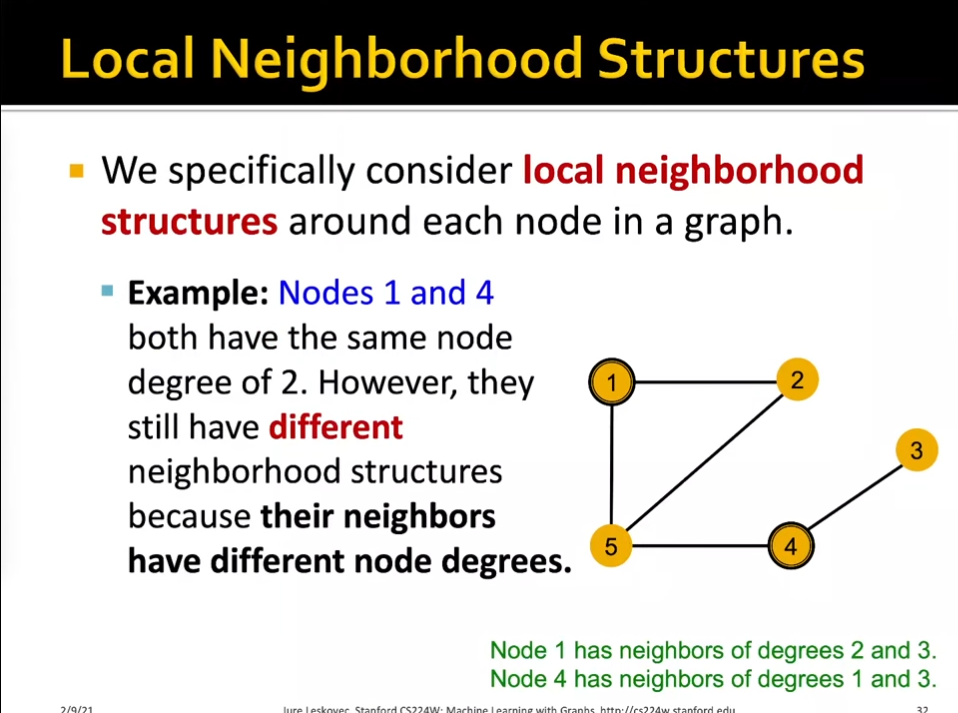 Local Neighborhood Structures
We specifically consider local neighborhood
structures around each node in a graph.
Example: Nodes 1 and 4
both have the same node
degree of 2. However, they
still have different
neighborhood structures
because their neighbors
have different node degrees.
1
2
3
5
4
Node 1 has neighbors of degrees 2 and 3.
Node 4 has neighbors of degrees 1 and 3.
2/9/21
Jure Leskovec, Stanford CS224W: Machine Learning with Graphs, http://cs224w.stanford.edu
32